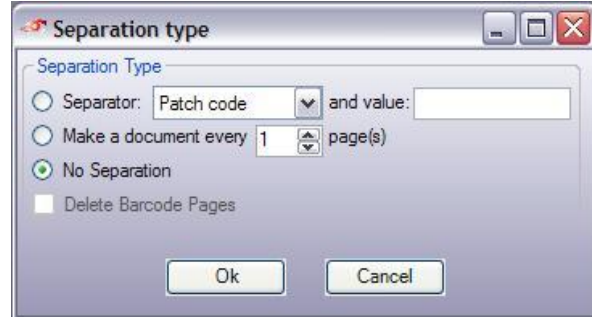 Separation type
Separation Type
Separator: Patch code and value:
Make a document every 1 page(s)
No Separation
Delete Barcode Pages
Ok Cancel